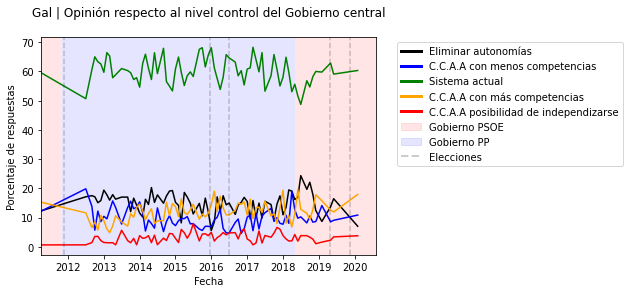 Gal | Opinión respecto al nivel control del Gobierno central
Porcentaje de respuestas
70
60
50
40
30
20
10
0
2012
2013
2014
2015
2016
2017
2018
2019
2020
Fecha
Eliminar autonomías
C.C.A.A con menos competencias
Sistema actual
C.C.A.A con más competencias
C.C.A.A posibilidad de independizarse
Gobierno PSOE
Gobierno PP
Elecciones